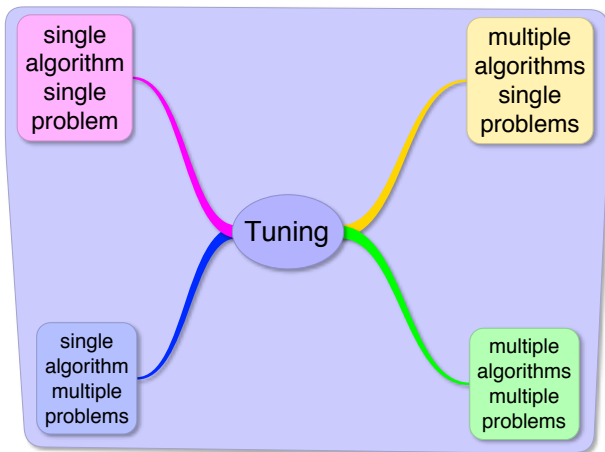 single
algorithm
single
problem
multiple
algorithms
single
problems
Tuning
single
algorithm
multiple
problems
multiple
algorithms
multiple
problems